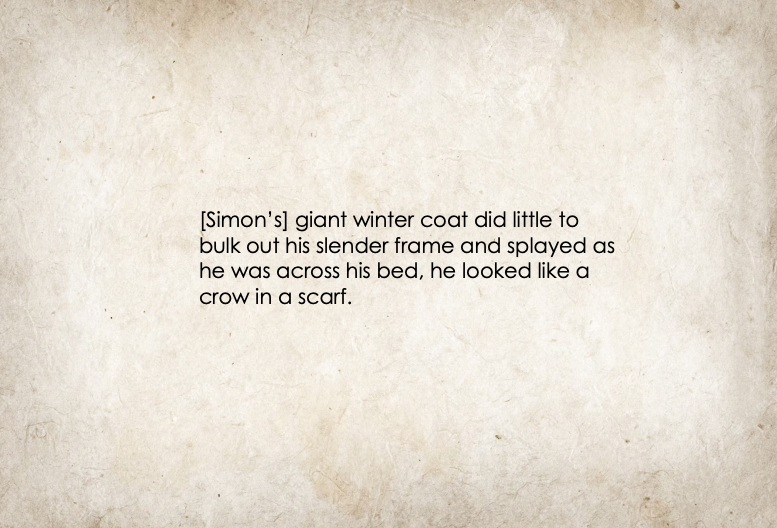 [Simon’s] giant winter coat did little to
bulk out his slender frame and splayed as
he was across his bed, he looked like a
crow in a scarf.